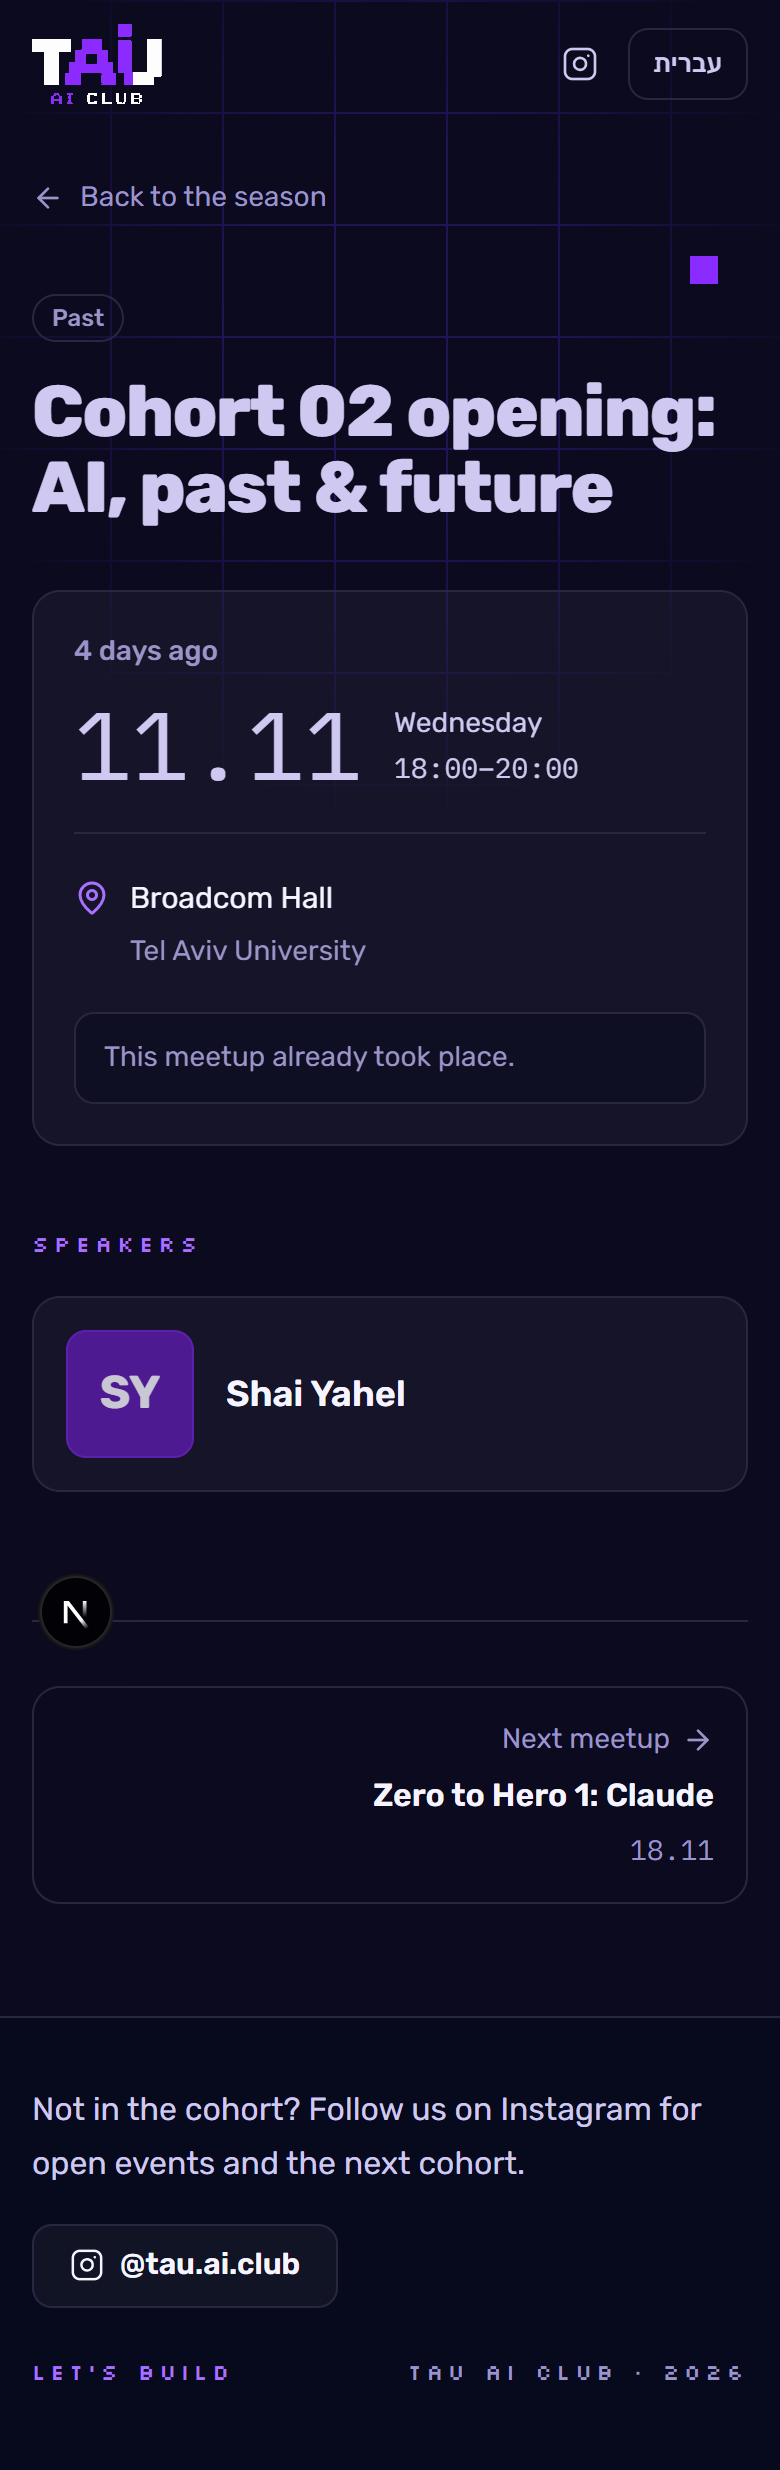 TAU
AI CLUB
עברית
← Back to the season
Past
Cohort 02 opening:
AI, past & future
4 days ago
11.11
Wednesday
18:00–20:00
Broadcom Hall
Tel Aviv University
This meetup already took place.
SPEAKERS
SY
Shai Yahel
N
Next meetup →
Zero to Hero 1: Claude
18.11
Not in the cohort? Follow us on Instagram for
open events and the next cohort.
@tau.ai.club
LET'S BUILD
TAU AI CLUB · 2026